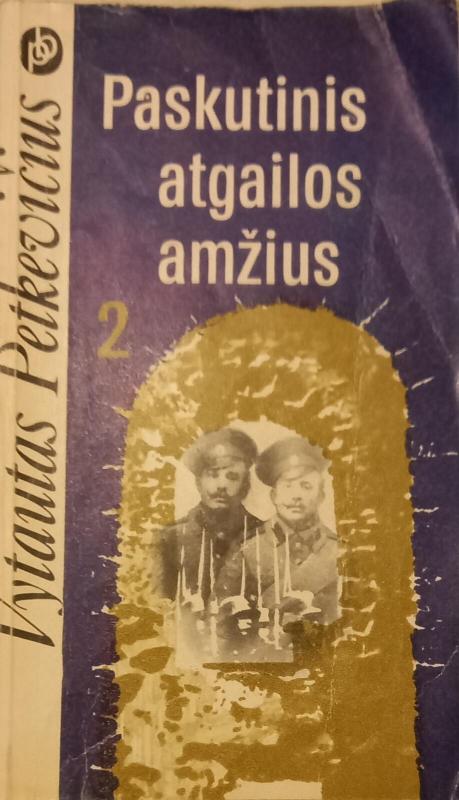 Vytautas Petkevičius
Paskutinis
atgailos
amžius
2